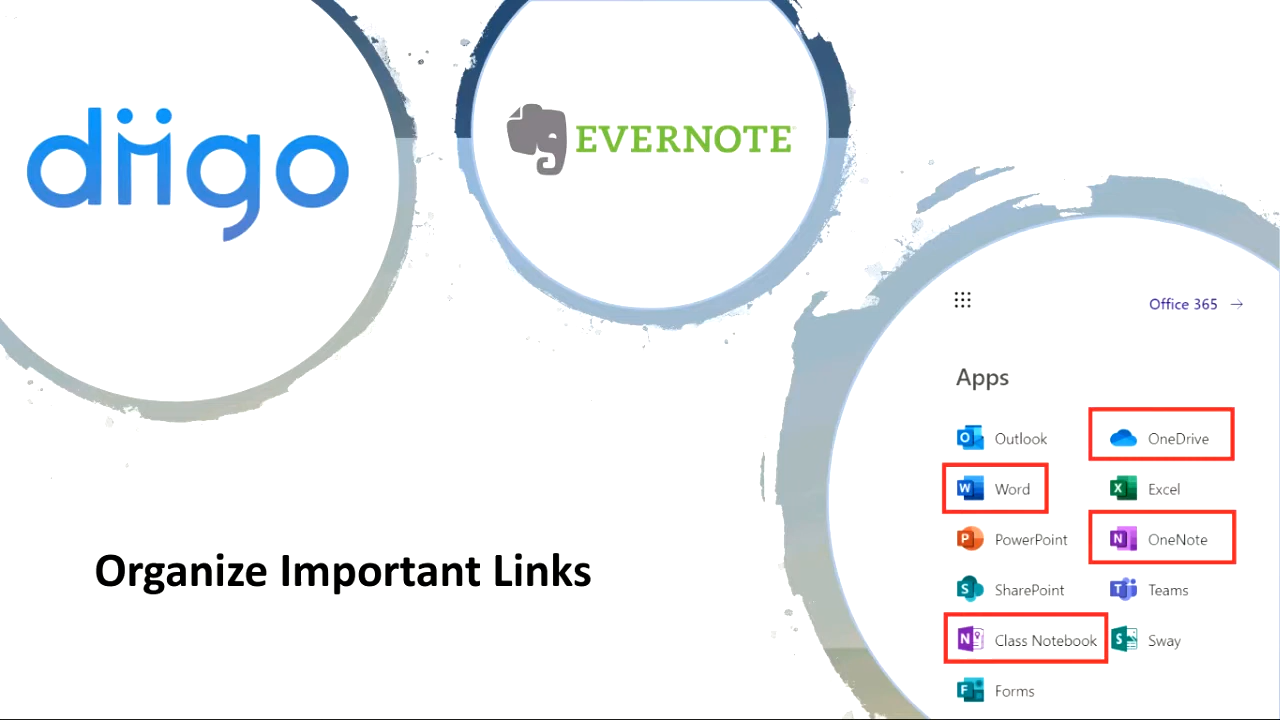 diigo
EVERNOTE
Office 365 →
Apps
Outlook OneDrive
Word Excel
PowerPoint OneNote
SharePoint Teams
Class Notebook Sway
Forms
Organize Important Links